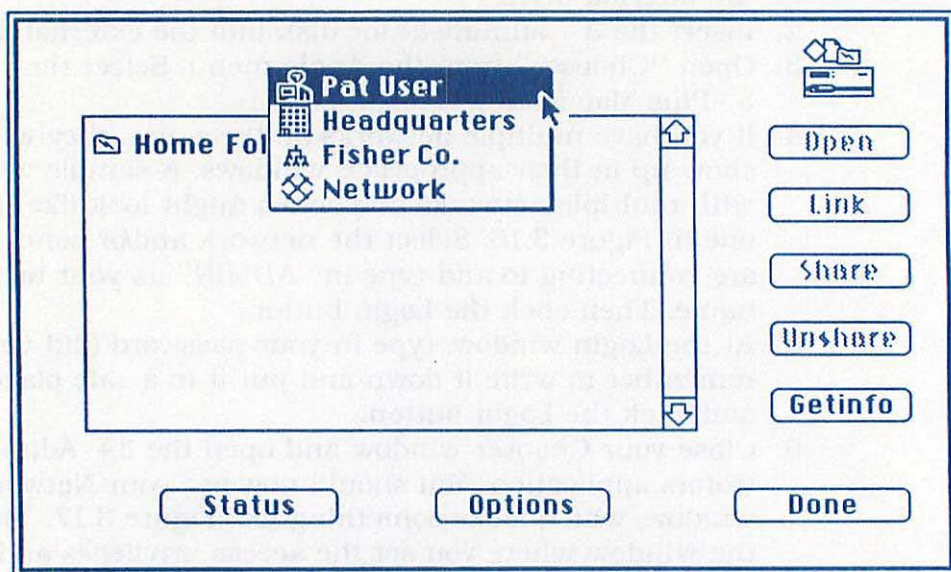 Pat User
Headquarters
Home Fol
Fisher Co.
Network
Open
Link
Share
Unshare
Getinfo
Status
Options
Done